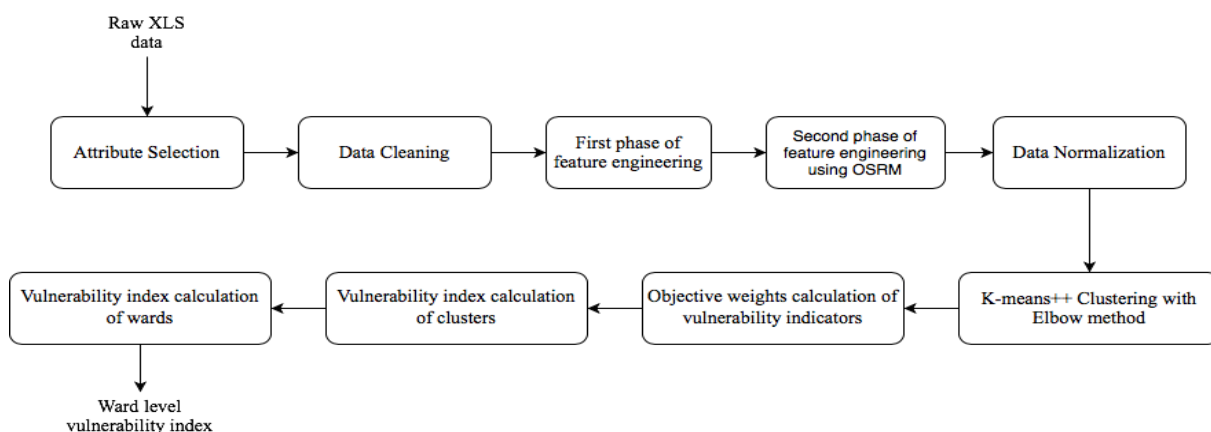 Raw XLS
data
Attribute Selection
Data Cleaning
First phase of
feature engineering
Second phase of
feature engineering
using OSRM
Data Normalization
K-means++ Clustering with
Elbow method
Objective weights calculation of
vulnerability indicators
Vulnerability index calculation
of clusters
Vulnerability index calculation
of wards
Ward level
vulnerability index